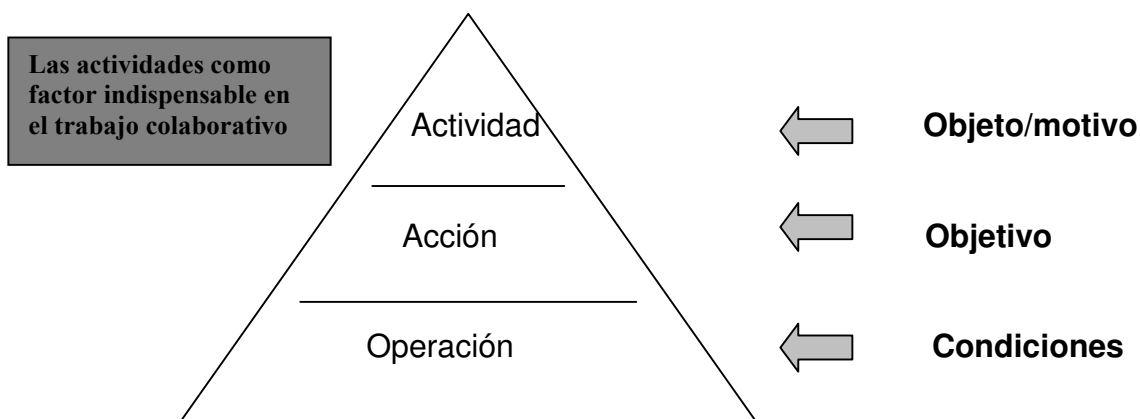 Las actividades como
factor indispensable en
el trabajo colaborativo
Actividad
Objeto/motivo
Acción
Objetivo
Operación
Condiciones